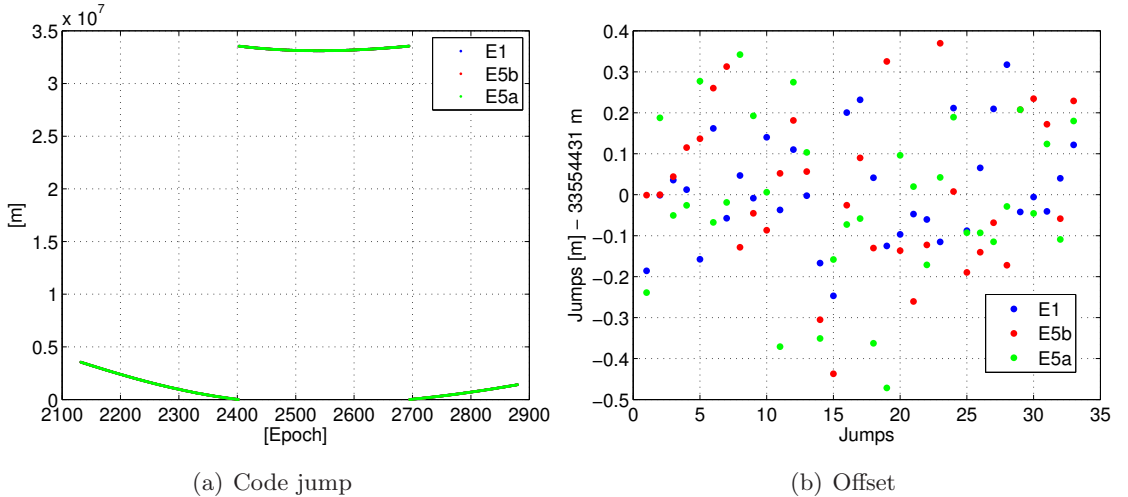 x 10^7
3.5
3
2.5
2
1.5
1
0.5
0
[m]
2100 2200 2300 2400 2500 2600 2700 2800 2900
[Epoch]
E1
E5b
E5a
(a) Code jump
0.4
0.3
0.2
0.1
0
−0.1
−0.2
−0.3
−0.4
−0.5
Jumps [m] − 33554431 m
0 5 10 15 20 25 30 35
Jumps
E1
E5b
E5a
(b) Offset